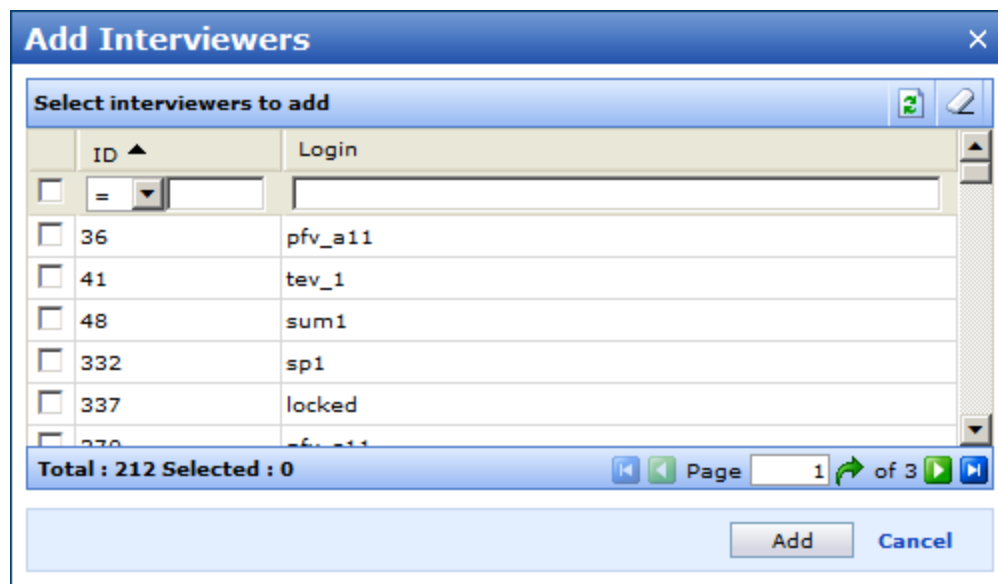 Add Interviewers
Select interviewers to add
ID Login
=
36 pfv_a11
41 tev_1
48 sum1
332 sp1
337 locked
Total : 212 Selected : 0 Page 1 of 3
Add Cancel